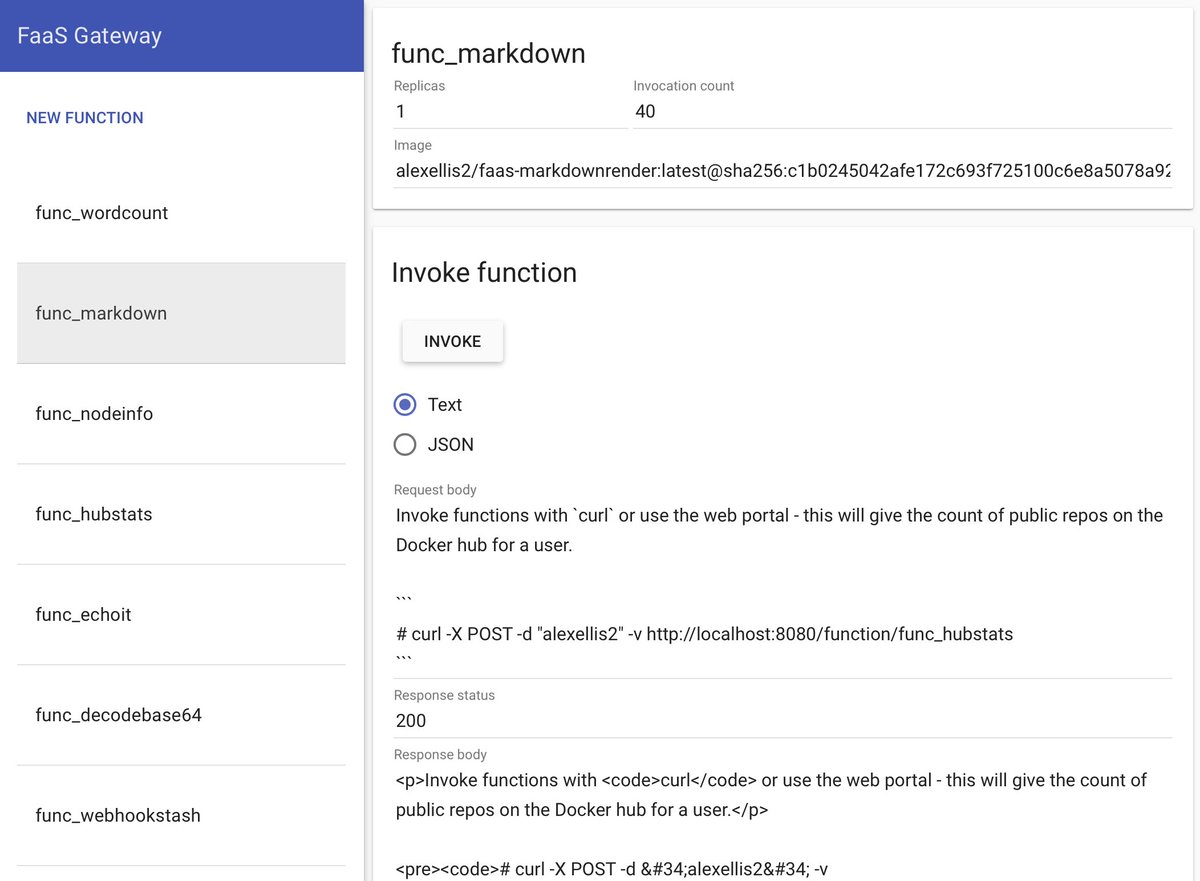 FaaS Gateway
NEW FUNCTION
func_wordcount
func_markdown
func_nodeinfo
func_hubstats
func_echoit
func_decodebase64
func_webhookstash
func_markdown
Replicas
1
Invocation count
40
Image
alexellis2/faas-markdownrender:latest@sha256:c1b0245042afe172c693f725100c6e8a5078a92
Invoke function
INVOKE
Text
JSON
Request body
Invoke functions with `curl` or use the web portal - this will give the count of public repos on the
Docker hub for a user.
```
# curl -X POST -d "alexellis2" -v http://localhost:8080/function/func_hubstats
```
Response status
200
Response body
<p>Invoke functions with <code>curl</code> or use the web portal - this will give the count of
public repos on the Docker hub for a user.</p>
<pre><code># curl -X POST -d &#34;alexellis2&#34; -v